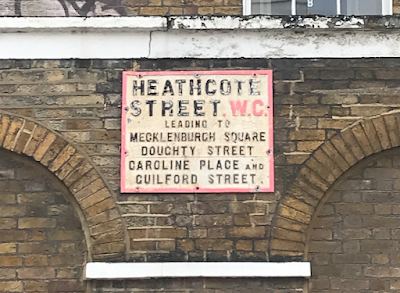 HEATHCOTE
STREET. W.C.
LEADING TO
MECKLENBURGH SQUARE
DOUGHTY STREET
CAROLINE PLACE AND
GUILFORD STREET.